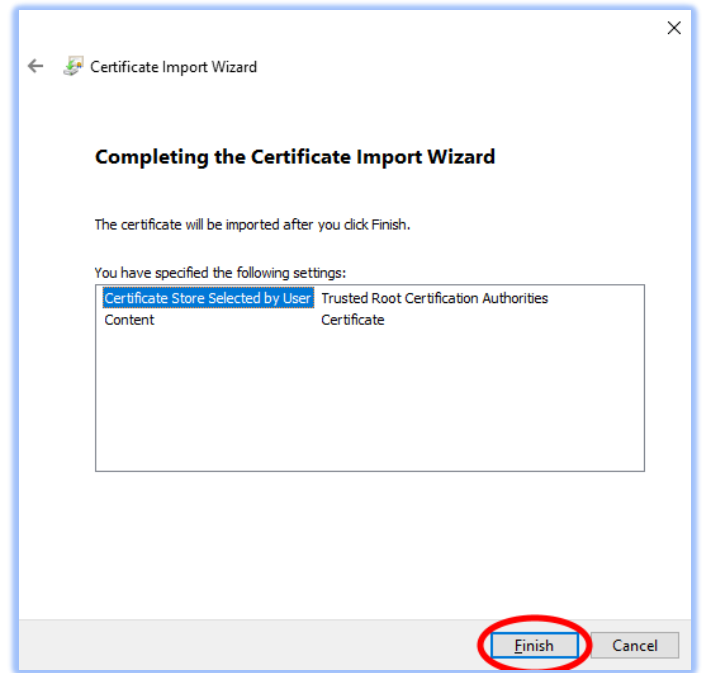 Certificate Import Wizard
Completing the Certificate Import Wizard
The certificate will be imported after you click Finish.
You have specified the following settings:
Certificate Store Selected by User Trusted Root Certification Authorities
Content Certificate
Finish Cancel